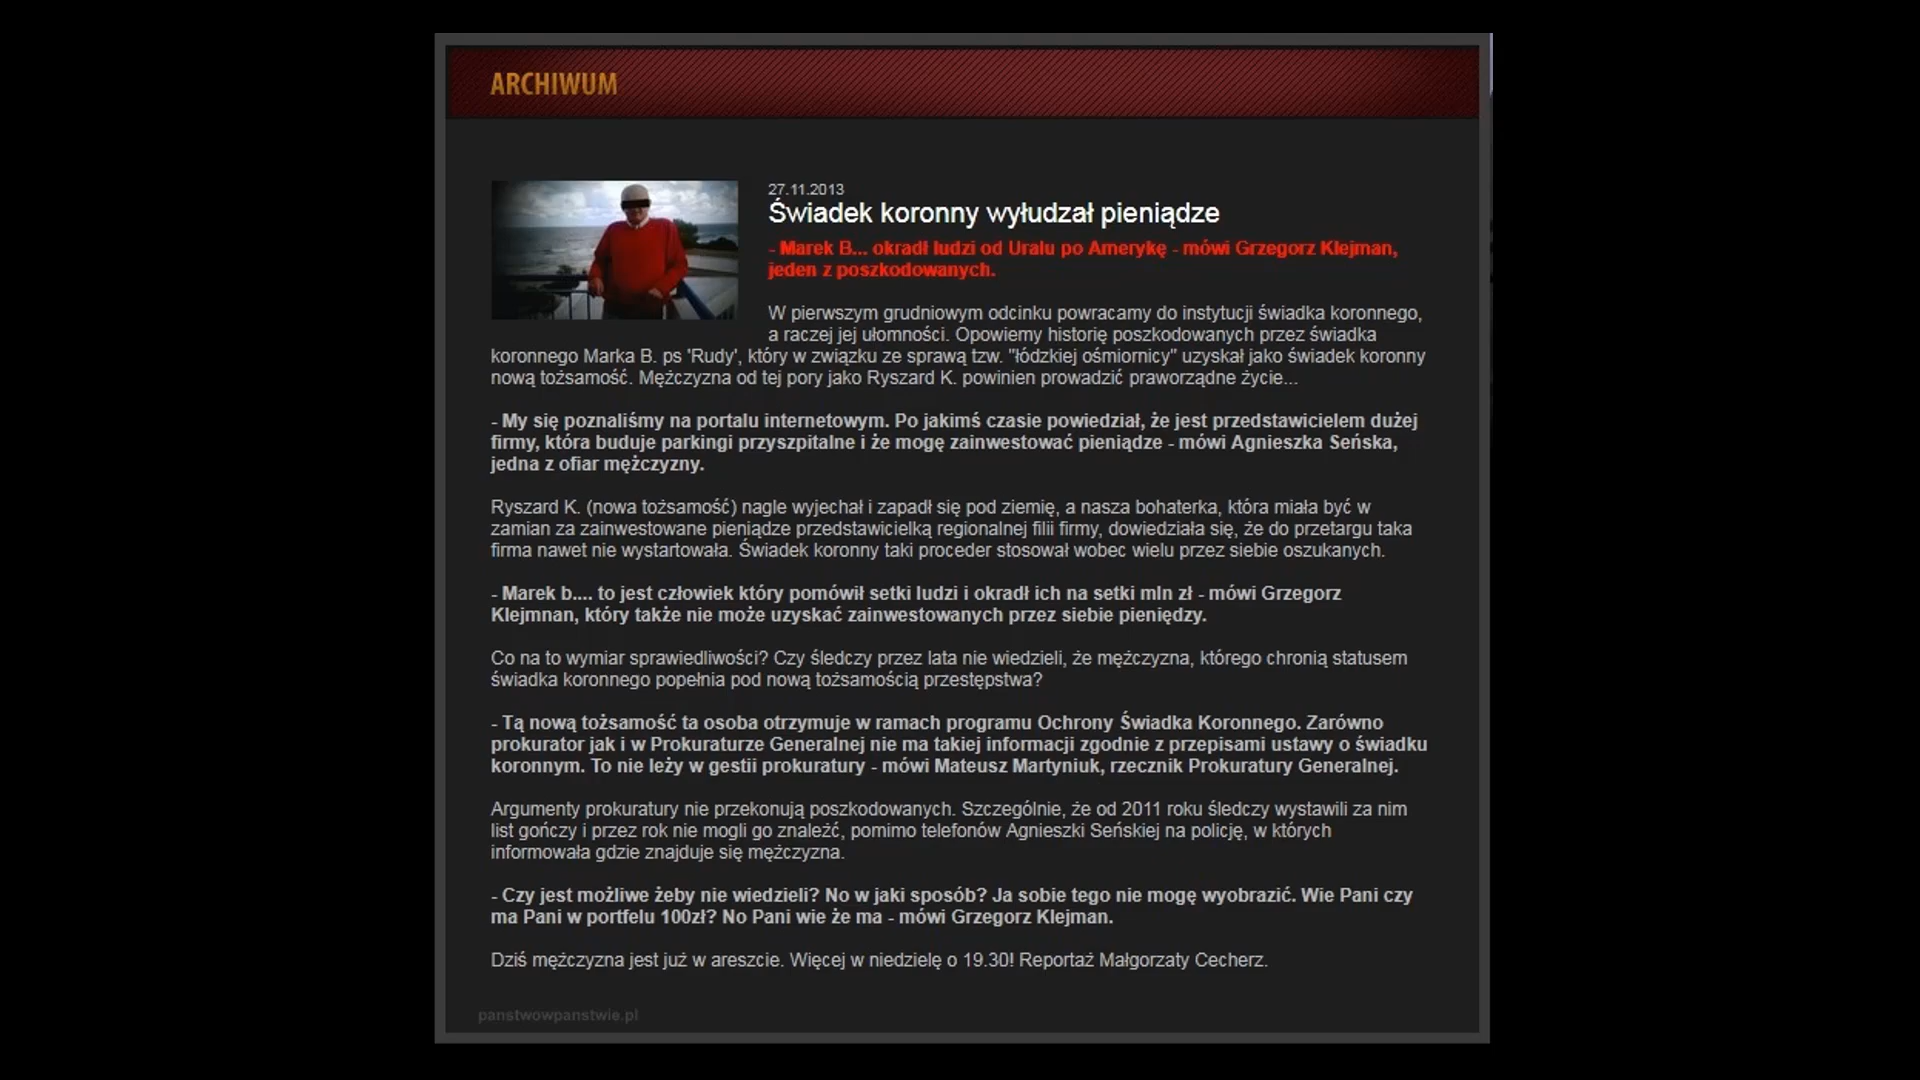 ARCHIWUM
27.11.2013
Świadek koronny wyłudzał pieniądze
- Marek B... okradł ludzi od Uralu po Amerykę - mówi Grzegorz Klejman,
jeden z poszkodowanych.
W pierwszym grudniowym odcinku powracamy do instytucji świadka koronnego,
a raczej jej ułomności. Opowiemy historię poszkodowanych przez świadka
koronnego Marka B. ps 'Rudy', który w związku ze sprawą tzw. "łódzkiej ośmiornicy" uzyskał jako świadek koronny
nową tożsamość. Mężczyzna od tej pory jako Ryszard K. powinien prowadzić praworządne życie...
- My się poznaliśmy na portalu internetowym. Po jakimś czasie powiedział, że jest przedstawicielem dużej
firmy, która buduje parkingi przyszpitalne i że mogę zainwestować pieniądze - mówi Agnieszka Seńska,
jedna z ofiar mężczyzny.
Ryszard K. (nowa tożsamość) nagle wyjechał i zapadł się pod ziemię, a nasza bohaterka, która miała być w
zamian za zainwestowane pieniądze przedstawicielką regionalnej filii firmy, dowiedziała się, że do przetargu taka
firma nawet nie wystartowała. Świadek koronny taki proceder stosował wobec wielu przez siebie oszukanych.
- Marek b.... to jest człowiek który pomówił setki ludzi i okradł ich na setki mln zł - mówi Grzegorz
Klejmnan, który także nie może uzyskać zainwestowanych przez siebie pieniędzy.
Co na to wymiar sprawiedliwości? Czy śledczy przez lata nie wiedzieli, że mężczyzna, którego chronią statusem
świadka koronnego popełnia pod nową tożsamością przestępstwa?
- Tą nową tożsamość ta osoba otrzymuje w ramach programu Ochrony Świadka Koronnego. Zarówno
prokurator jak i w Prokuraturze Generalnej nie ma takiej informacji zgodnie z przepisami ustawy o świadku
koronnym. To nie leży w gestii prokuratury - mówi Mateusz Martyniuk, rzecznik Prokuratury Generalnej.
Argumenty prokuratury nie przekonują poszkodowanych. Szczególnie, że od 2011 roku śledczy wystawili za nim
list gończy i przez rok nie mogli go znaleźć, pomimo telefonów Agnieszki Seńskiej na policję, w których
informowała gdzie znajduje się mężczyzna.
- Czy jest możliwe żeby nie wiedzieli? No w jaki sposób? Ja sobie tego nie mogę wyobrazić. Wie Pani czy
ma Pani w portfelu 100zł? No Pani wie że ma - mówi Grzegorz Klejman.
Dziś mężczyzna jest już w areszcie. Więcej w niedzielę o 19.30! Reportaż Małgorzaty Cecherz.
panstwowpanstwie.pl